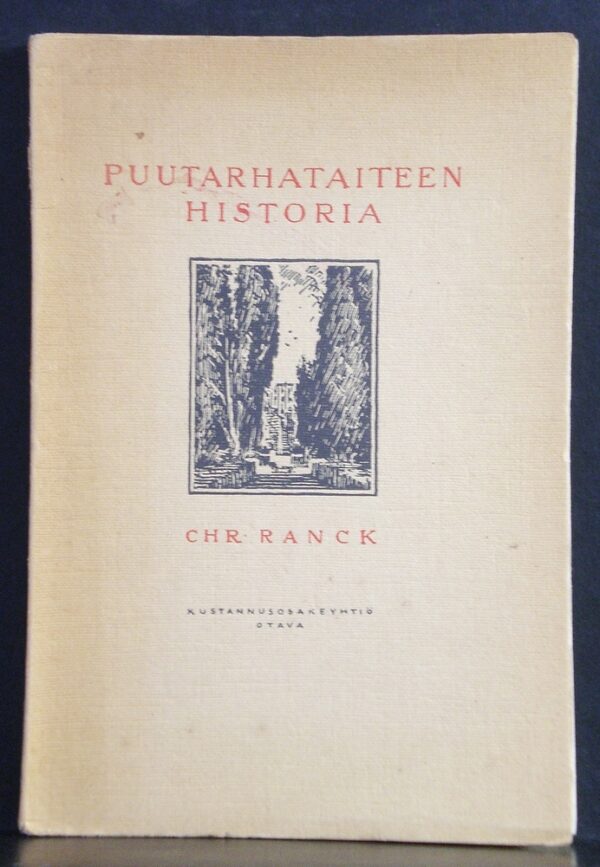 PUUTARHATAITEEN
HISTORIA
CHR. RANCK
KUSTANNUSOSAKEYHTIÖ
OTAVA